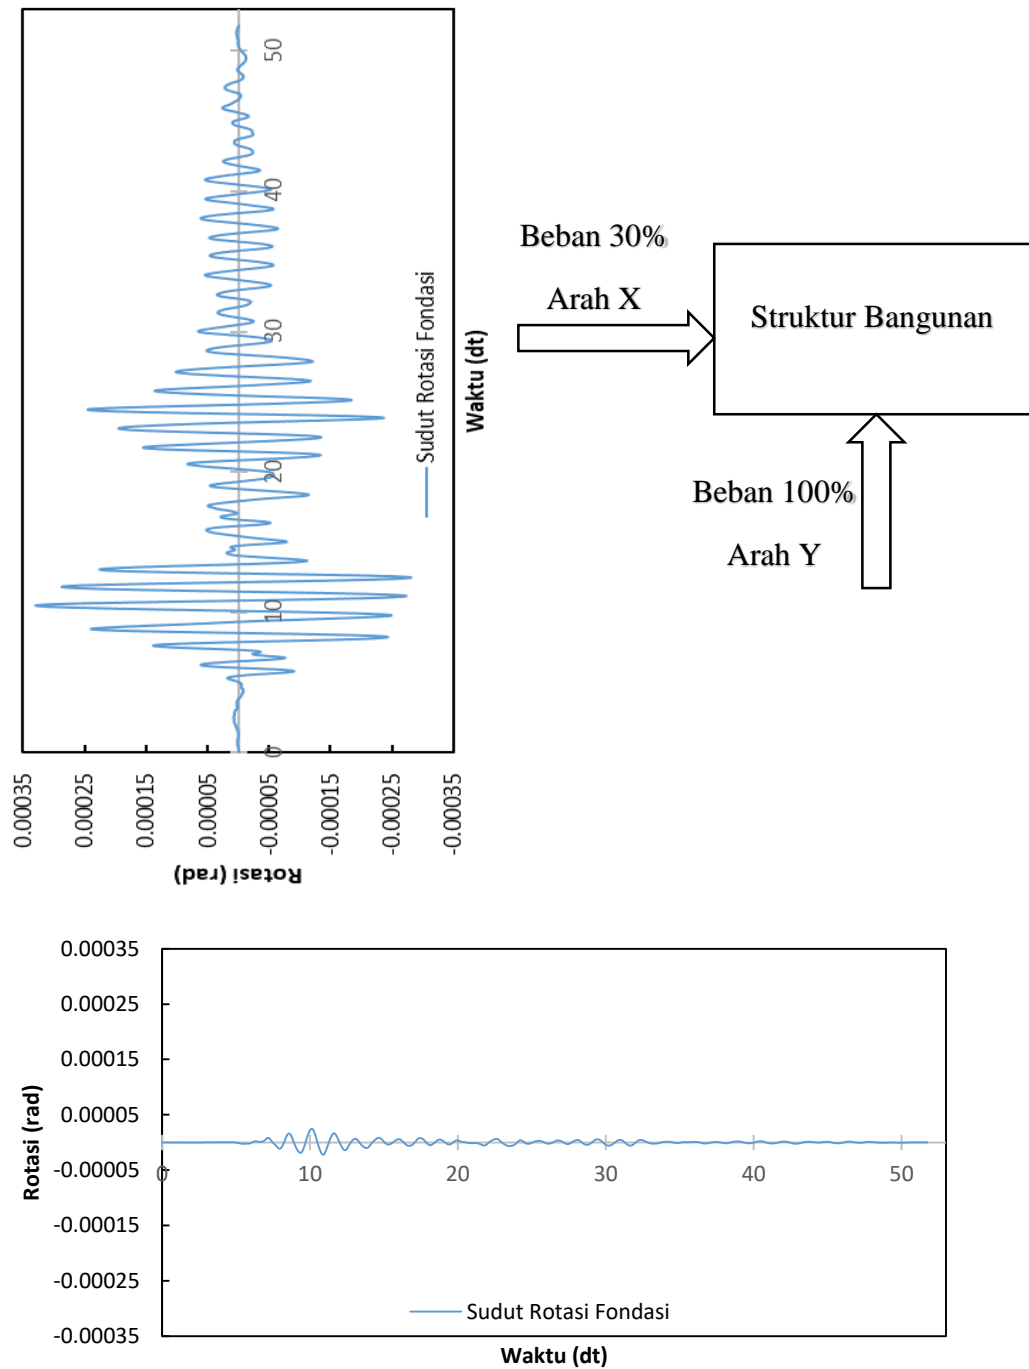 50
40
30
20
10
0
Sudut Rotasi Fondasi
Waktu (dt)
0.00035
0.00025
0.00015
0.00005
-0.00005
-0.00015
-0.00025
-0.00035
Rotasi (rad)
Beban 30%
Arah X
Struktur Bangunan
Beban 100%
Arah Y
0.00035
0.00025
0.00015
0.00005
-0.00005
-0.00015
-0.00025
-0.00035
Rotasi (rad)
0 10 20 30 40 50
Sudut Rotasi Fondasi
Waktu (dt)